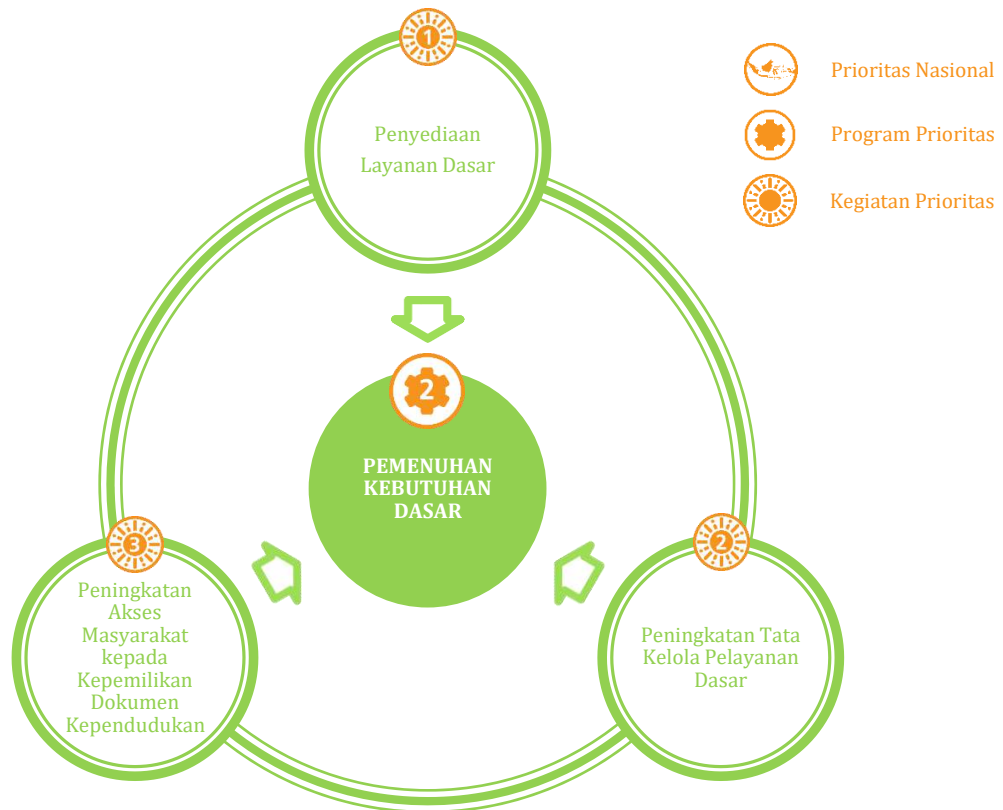 1
Penyediaan
Layanan Dasar
Prioritas Nasional
Program Prioritas
Kegiatan Prioritas
2
PEMENUHAN
KEBUTUHAN
DASAR
3
Peningkatan
Akses
Masyarakat
kepada
Kepemilikan
Dokumen
Kependudukan
2
Peningkatan Tata
Kelola Pelayanan
Dasar